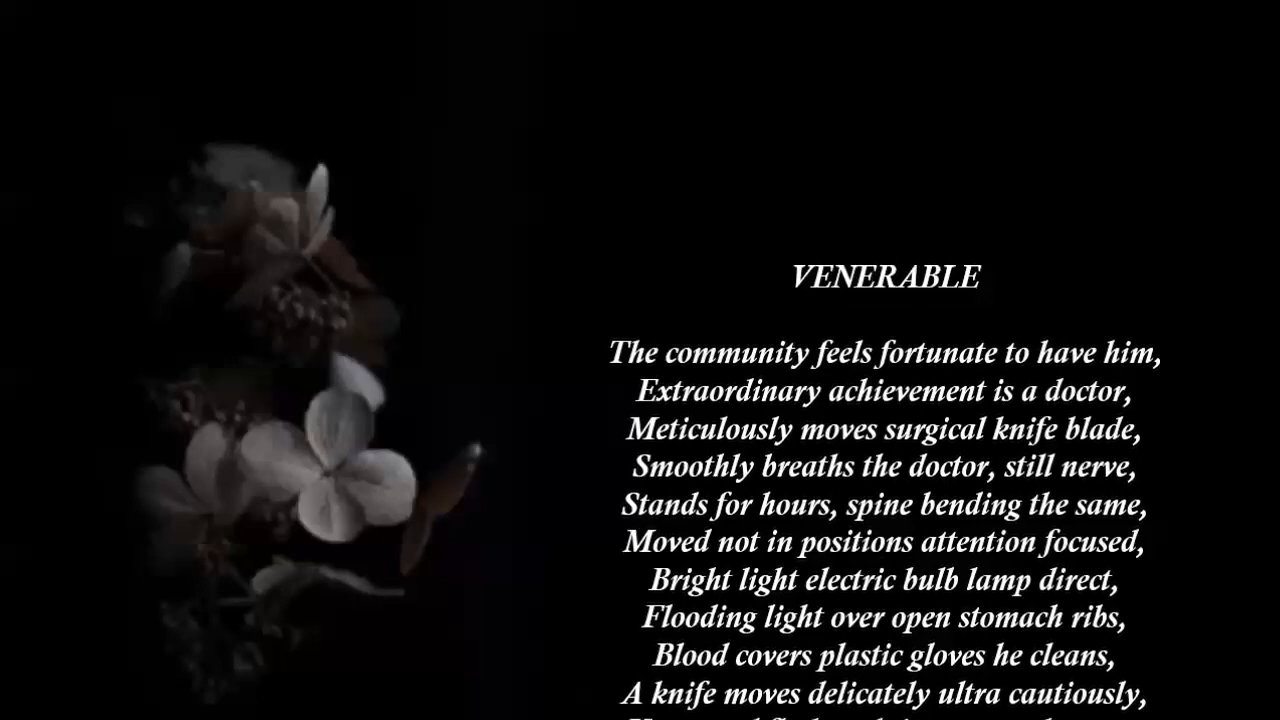 VENERABLE
The community feels fortunate to have him,
Extraordinary achievement is a doctor,
Meticulously moves surgical knife blade,
Smoothly breaths the doctor, still nerve,
Stands for hours, spine bending the same,
Moved not in positions attention focused,
Bright light electric bulb lamp direct,
Flooding light over open stomach ribs,
Blood covers plastic gloves he cleans,
A knife moves delicately ultra cautiously,